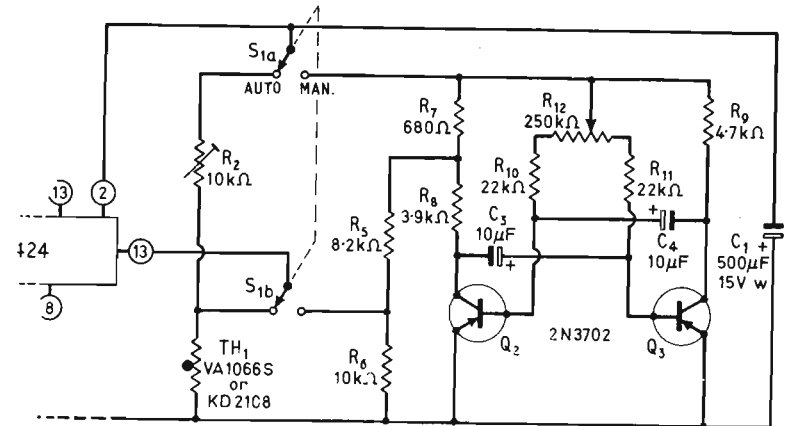 S1a
AUTO
MAN.
R2
10kΩ
13
2
424
13
8
S1b
TH1
VA1066S
or
KD2108
R5
8.2kΩ
R6
10kΩ
R7
680Ω
R8
3.9kΩ
C3
10μF
+
R12
250kΩ
R10
22kΩ
R11
22kΩ
R9
4.7kΩ
+
C4
10μF
C1 +
500μF
15V w
Q2
2N3702
Q3